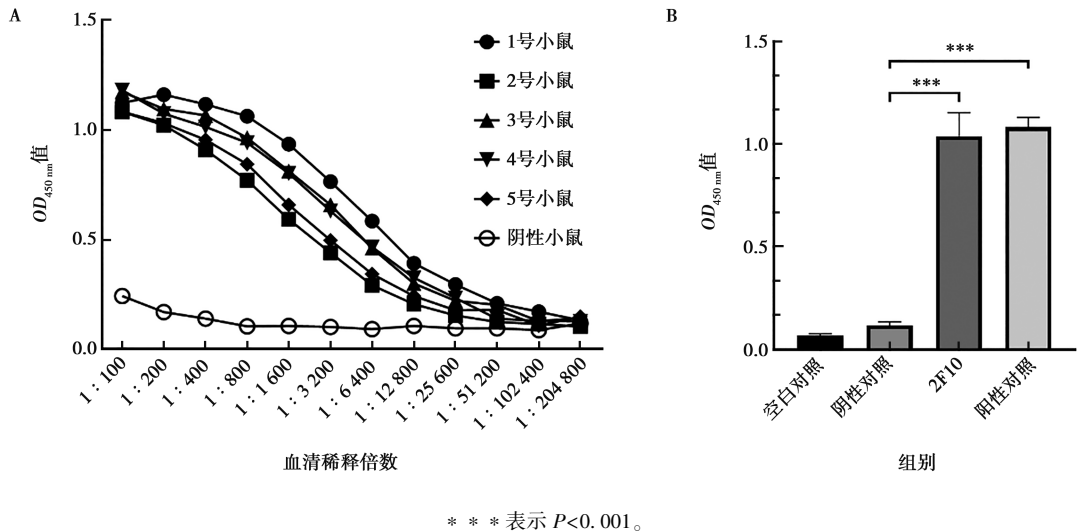 A
1.5
1.0
0.5
0.0
OD450 nm值
1号小鼠
2号小鼠
3号小鼠
4号小鼠
5号小鼠
阴性小鼠
1∶100
1∶200
1∶400
1∶800
1∶1 600
1∶3 200
1∶6 400
1∶12 800
1∶25 600
1∶51 200
1∶102 400
1∶204 800
血清稀释倍数
B
1.5
1.0
0.5
0.0
OD450 nm值
***
***
空白对照
阴性对照
2F10
阳性对照
组别
＊＊＊表示 P<0.001。